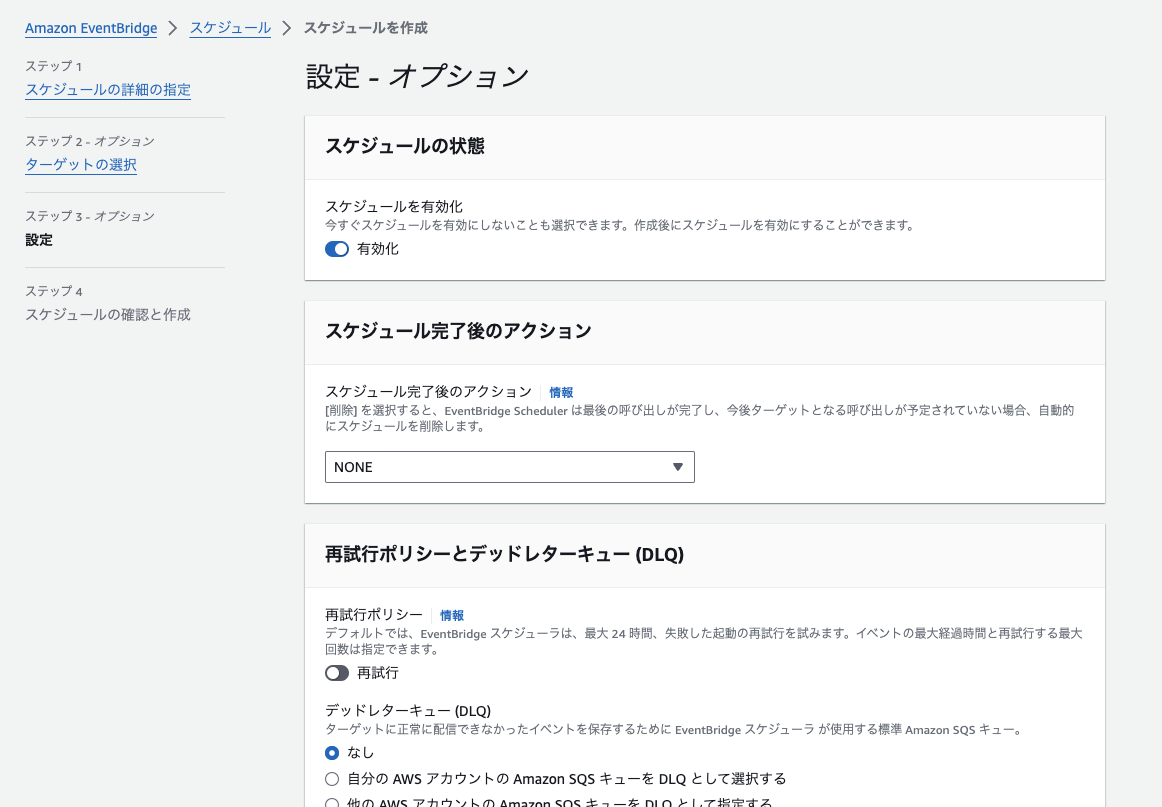 Amazon EventBridge > スケジュール > スケジュールを作成
ステップ 1
スケジュールの詳細の指定
ステップ 2 - オプション
ターゲットの選択
ステップ 3 - オプション
設定
ステップ 4
スケジュールの確認と作成
設定 - オプション
スケジュールの状態
スケジュールを有効化
今すぐスケジュールを有効にしないことも選択できます。作成後にスケジュールを有効にすることができます。
有効化
スケジュール完了後のアクション
スケジュール完了後のアクション 情報
[削除] を選択すると、EventBridge Scheduler は最後の呼び出しが完了し、今後ターゲットとなる呼び出しが予定されていない場合、自動的
にスケジュールを削除します。
NONE
再試行ポリシーとデッドレターキュー (DLQ)
再試行ポリシー 情報
デフォルトでは、EventBridge スケジューラは、最大 24 時間、失敗した起動の再試行を試みます。イベントの最大経過時間と再試行する最大
回数は指定できます。
再試行
デッドレターキュー (DLQ)
ターゲットに正常に配信できなかったイベントを保存するために EventBridge スケジューラ が使用する標準 Amazon SQS キュー。
なし
自分の AWS アカウントの Amazon SQS キューを DLQ として選択する
他の AWS アカウントの Amazon SQS キューを DLQ として指定する